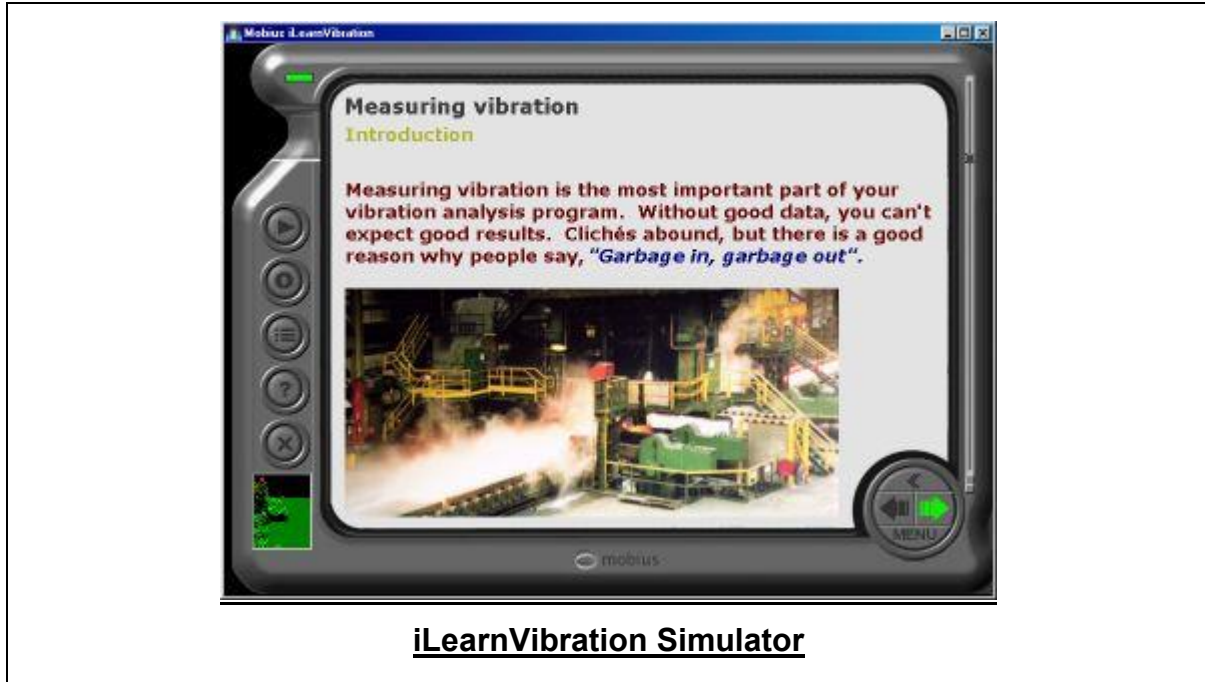 Mobius iLearnVibration
Measuring vibration
Introduction
Measuring vibration is the most important part of your
vibration analysis program. Without good data, you can't
expect good results. Clichés abound, but there is a good
reason why people say, "Garbage in, garbage out".
?
MENU
mobius
iLearnVibration Simulator